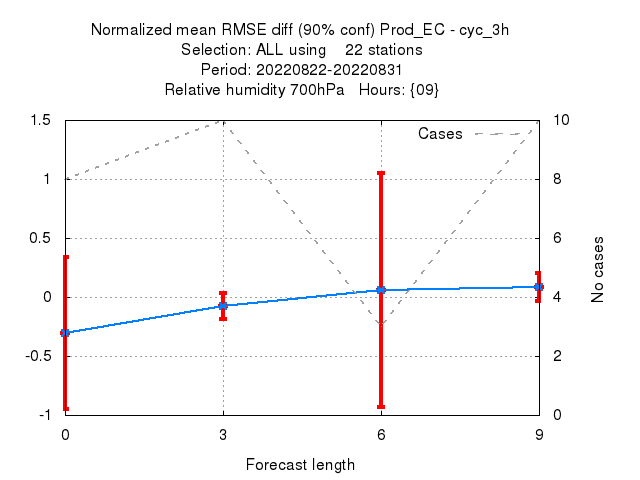 Normalized mean RMSE diff (90% conf) Prod_EC - cyc_3h
Selection: ALL using    22 stations
Period: 20220822-20220831
Relative humidity 700hPa   Hours: {09}
Cases
1.5
1
0.5
0
-0.5
-1
10
8
6
4
2
0
No cases
0 3 6 9
Forecast length